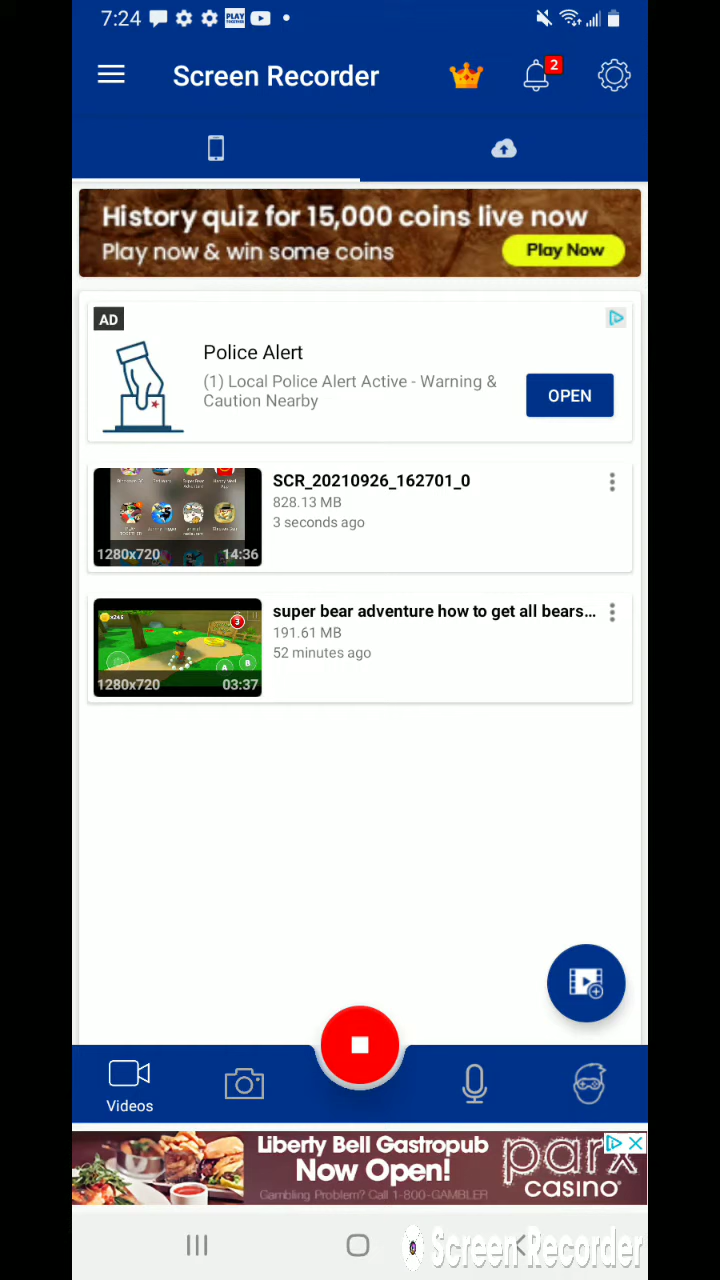 7:24
PLAY TOGETHER
Screen Recorder
2
History quiz for 15,000 coins live now
Play now & win some coins
Play Now
AD
Police Alert
(1) Local Police Alert Active - Warning &
Caution Nearby
OPEN
SCR_20210926_162701_0
828.13 MB
3 seconds ago
1280x720
14:36
super bear adventure how to get all bears...
191.61 MB
52 minutes ago
3
A
B
1280x720
03:37
Videos
Liberty Bell Gastropub
Now Open!
Gambling Problem? Call 1-800-GAMBLER
parx
casino
Screen Recorder